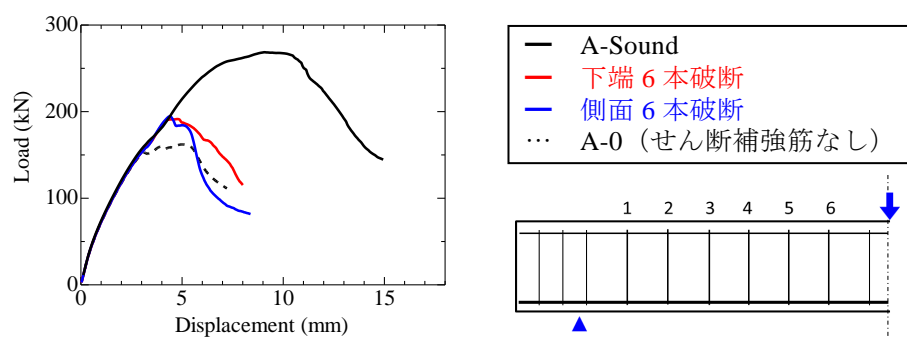 300
200
100
0
Load (kN)
0 5 10 15
Displacement (mm)
A-Sound
下端 6 本破断
側面 6 本破断
A-0（せん断補強筋なし）
1 2 3 4 5 6